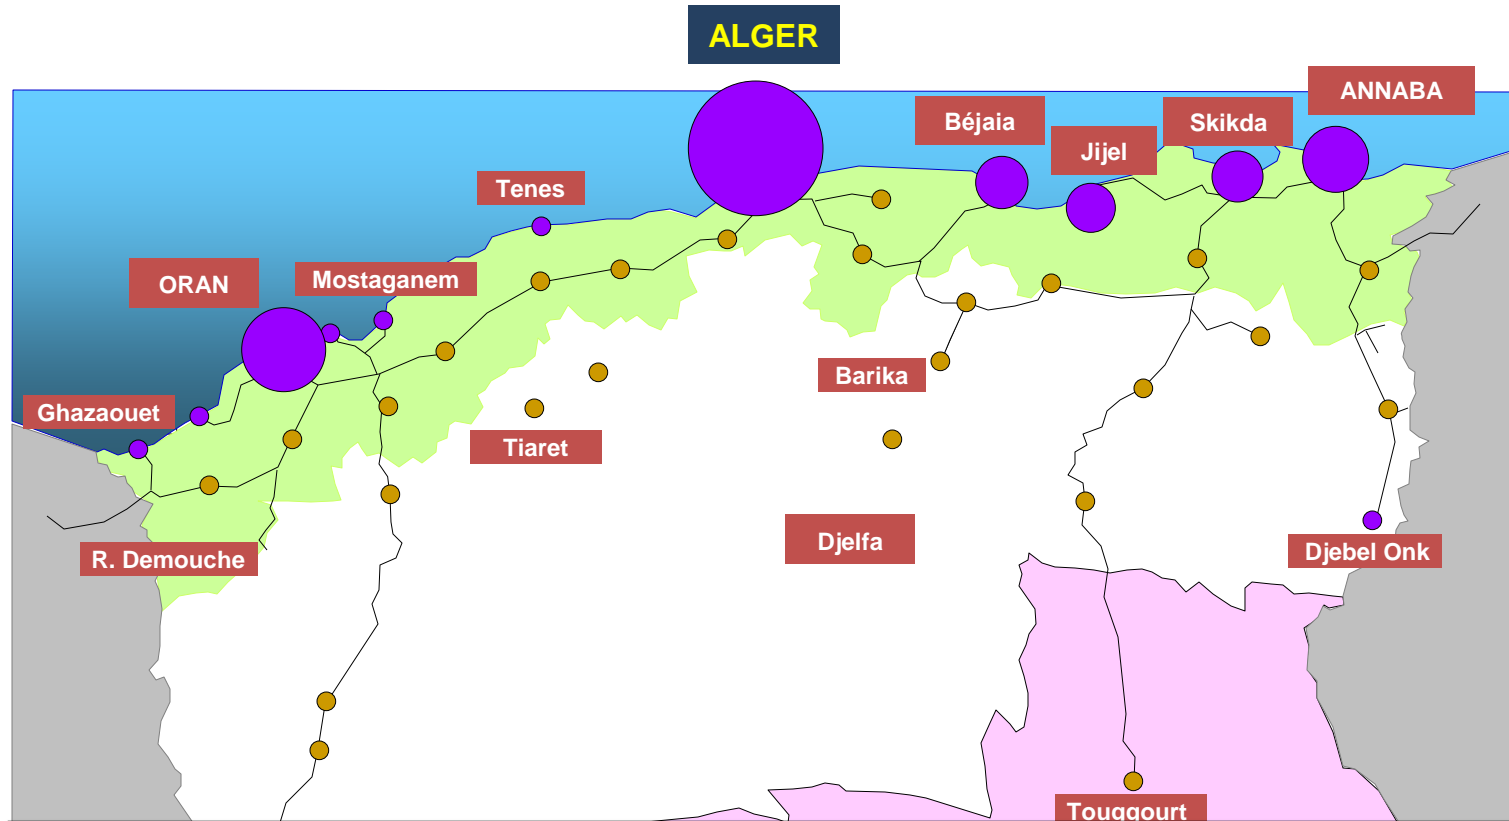 ALGER
ANNABA
Béjaia
Skikda
Jijel
Tenes
Mostaganem
ORAN
Barika
Ghazaouet
Tiaret
Djelfa
R. Demouche
Djebel Onk
Touggourt